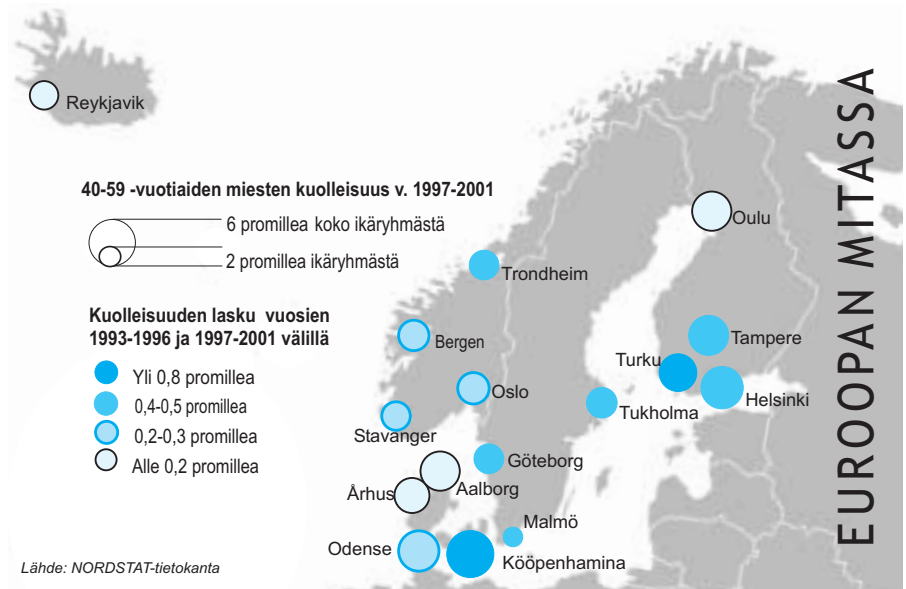 Reykjavik
40-59 -vuotiaiden miesten kuolleisuus v. 1997-2001
6 promillea koko ikäryhmästä
2 promillea ikäryhmästä
Kuolleisuuden lasku vuosien
1993-1996 ja 1997-2001 välillä
Yli 0,8 promillea
0,4-0,5 promillea
0,2-0,3 promillea
Alle 0,2 promillea
Oulu
Trondheim
Bergen
Tampere
Turku
Oslo
Helsinki
Tukholma
Stavanger
Göteborg
Aalborg
Århus
Malmö
Odense
Kööpenhamina
Lähde: NORDSTAT-tietokanta
EUROOPAN MITASSA